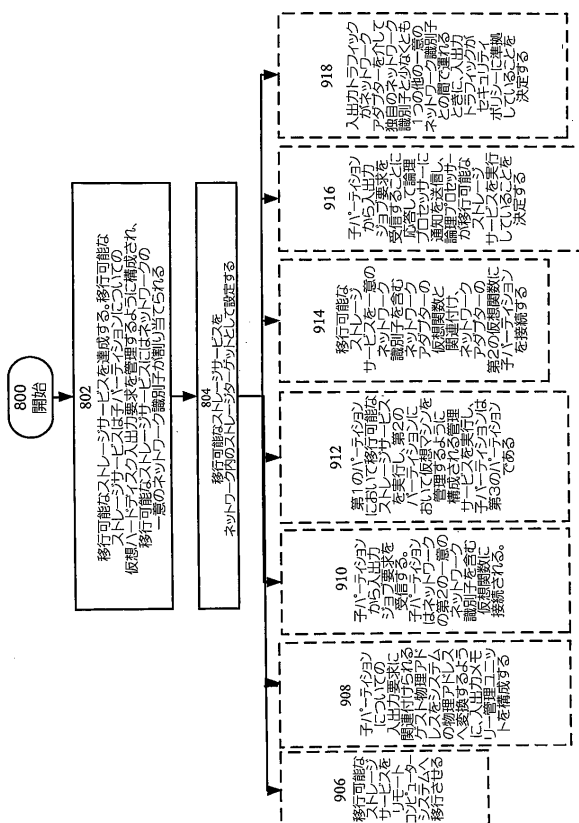 800
開始
802
移行可能なストレージサービスを達成する。移行可能な
ストレージサービスは子パーティションについての
仮想ハードディスク入出力要求を管理するように構成され、
移行可能なストレージサービスにはネットワークの
一意のネットワーク識別子が割り当てられる
804
移行可能なストレージサービスを
ネットワーク内のストレージターゲットとして設定する
906
移行可能な
ストレージ
サービスを
リモート
コンピューター
システムへ
移行させる
908
子パーティション
についての
入出力要求に
関連付けられる
ゲスト物理アド
レスをシステム
の物理アドレス
へ変換するよう
に、入出力メモ
リー管理ユニッ
トを構成する
910
子パーティション
から入出力
ジョブ要求を
受信する。
子パーティション
はネットワーク
の第2の一意の
ネットワーク
識別子を含む
仮想関数に
接続される。
912
第1のパーティション
において移行可能な
ストレージサービス
を実行し、第2の
パーティションに
おいて仮想マシンを
管理するように
構成される管理
サービスを実行し、
子パーティションは
第3のパーティション
である
914
移行可能な
ストレージ
サービスを一意の
ネットワーク
識別子を含む
ネットワーク
アダプターの
仮想関数と
関連付け、
ネットワーク
アダプターの
第2の仮想関数に
子パーティション
を接続する
916
子パーティション
から入出力
ジョブ要求を
受信することに
応答して論理
プロセッサーに
通知を送信し、
論理プロセッサー
が移行可能な
ストレージ
サービスを実行
していることを
決定する
918
入出力トラフィック
がネットワーク
アダプターを介して
独自のネットワーク
識別子と少なくとも
1つの他の一意の
ネットワーク識別子
との間で運れる
ときに、入出力
トラフィックが
セキュリティ
ポリシーに準拠
していることを
決定する